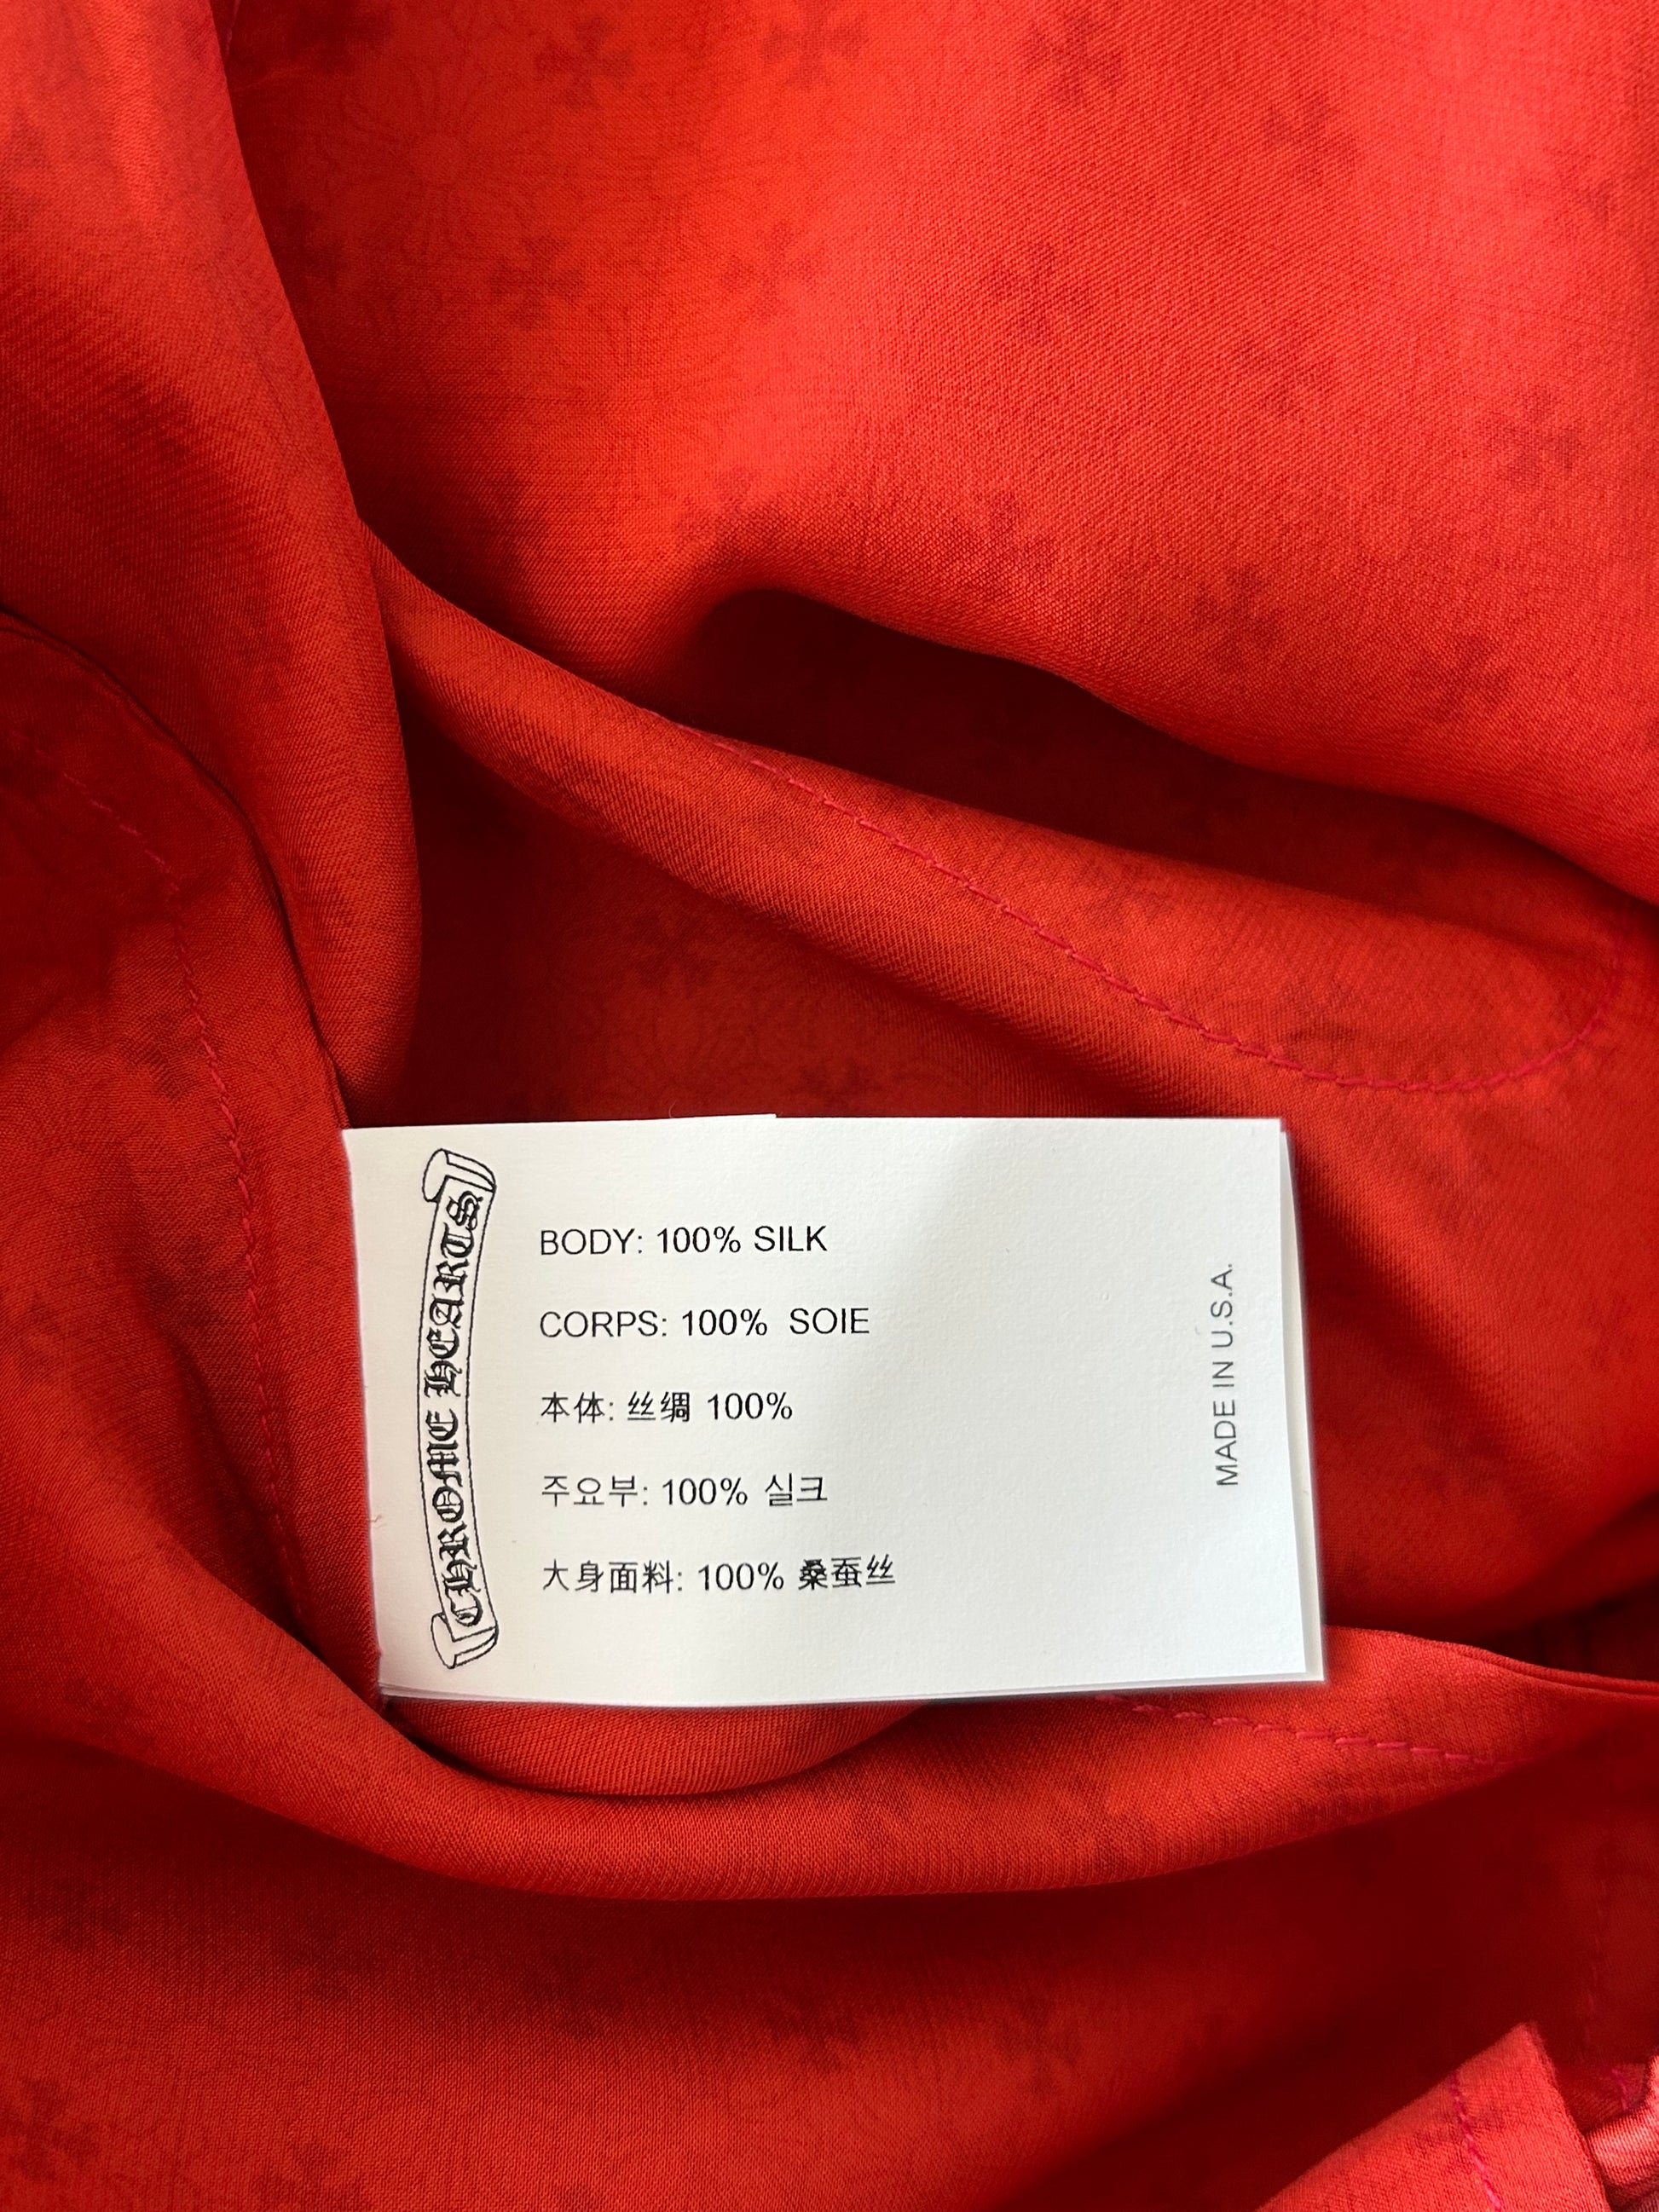 CHROME HEARTS
BODY: 100% SILK
CORPS: 100% SOIE
本体: 丝绸 100%
주요부: 100% 실크
大身面料: 100% 桑蚕丝
MADE IN U.S.A.